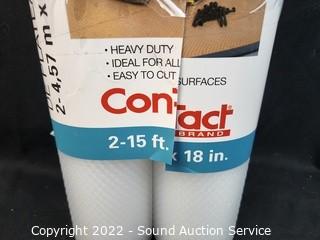 • HEAVY DUTY
• IDEAL FOR ALL SURFACES
• EASY TO CUT
Con-Tact
BRAND
2-15 ft. x 18 in.
2- 4,57 m x
Copyright 2022 - Sound Auction Service